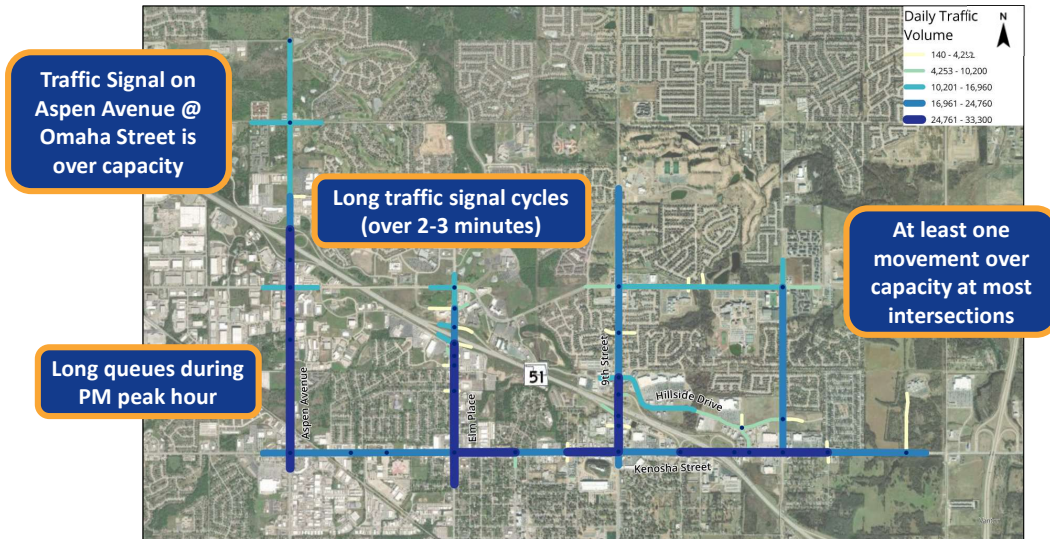 Traffic Signal on
Aspen Avenue @
Omaha Street is
over capacity
Long traffic signal cycles
(over 2-3 minutes)
At least one
movement over
capacity at most
intersections
Long queues during
PM peak hour
Daily Traffic
Volume
N
140 - 4,252
4,253 - 10,200
10,201 - 16,960
16,961 - 24,760
24,761 - 33,300
Aspen Avenue
Elm Place
51
9th Street
Hillside Drive
Kenosha Street